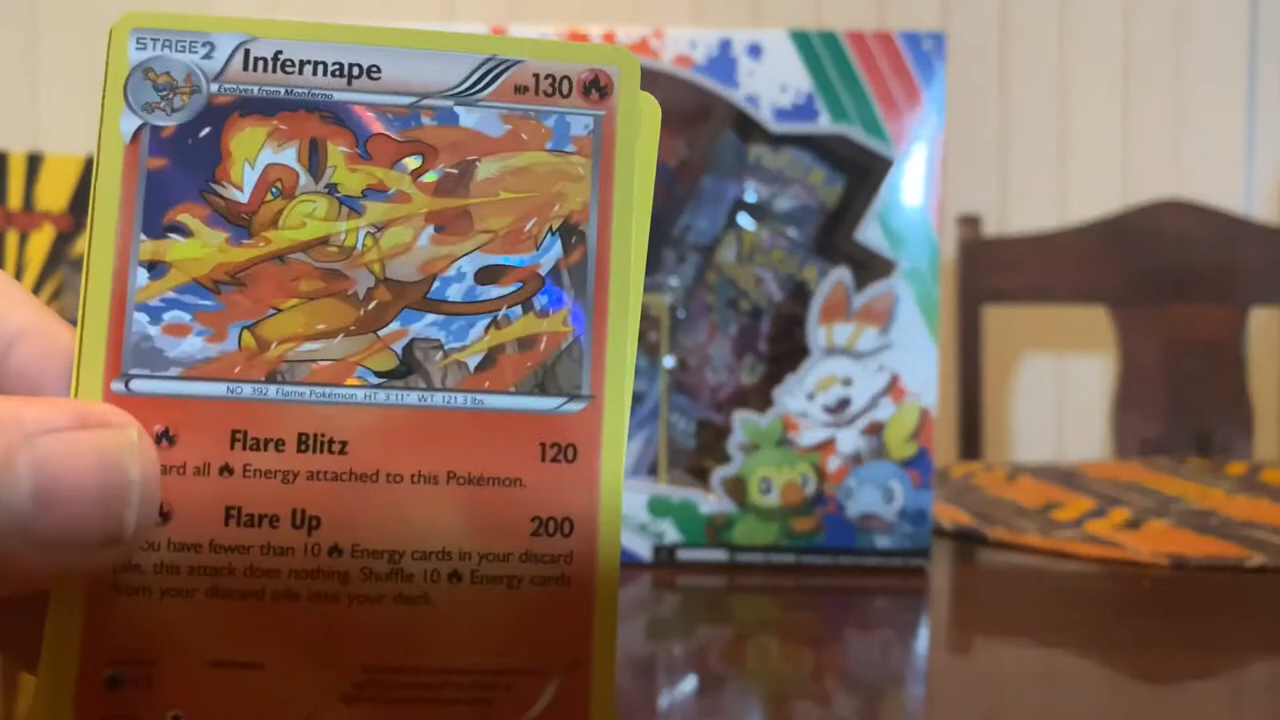 STAGE2
Infernape
HP 130
Evolves from Monferno
NO. 392 Flame Pokémon HT. 3'11" WT. 121.3 lbs.
Flare Blitz 120
ard all Energy attached to this Pokémon.
Flare Up 200
ou have fewer than 10 Energy cards in your discard
pile, this attack does nothing. Shuffle 10 Energy cards
from your discard pile into your deck.